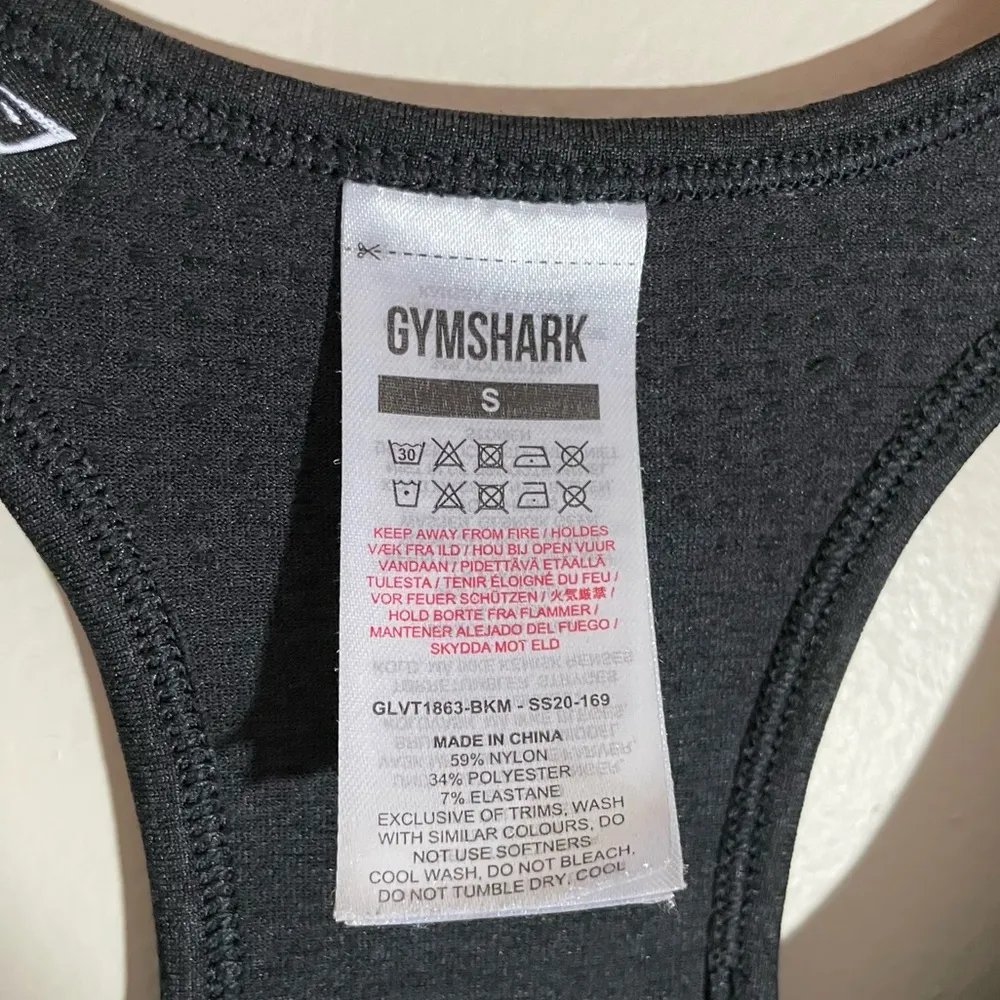 GYMSHARK
S
30
KEEP AWAY FROM FIRE / HOLDES
VÆK FRA ILD / HOU BIJ OPEN VUUR
VANDAAN / PIDETTÄVÄ ETÄÄLLÄ
TULESTA / TENIR ÉLOIGNÉ DU FEU /
VOR FEUER SCHÜTZEN / 火気厳禁 /
HOLD BORTE FRA FLAMMER /
MANTENER ALEJADO DEL FUEGO /
SKYDDA MOT ELD
GLVT1863-BKM - SS20-169
MADE IN CHINA
59% NYLON
34% POLYESTER
7% ELASTANE
EXCLUSIVE OF TRIMS, WASH
WITH SIMILAR COLOURS, DO
NOT USE SOFTNERS
COOL WASH, DO NOT BLEACH,
DO NOT TUMBLE DRY, COOL